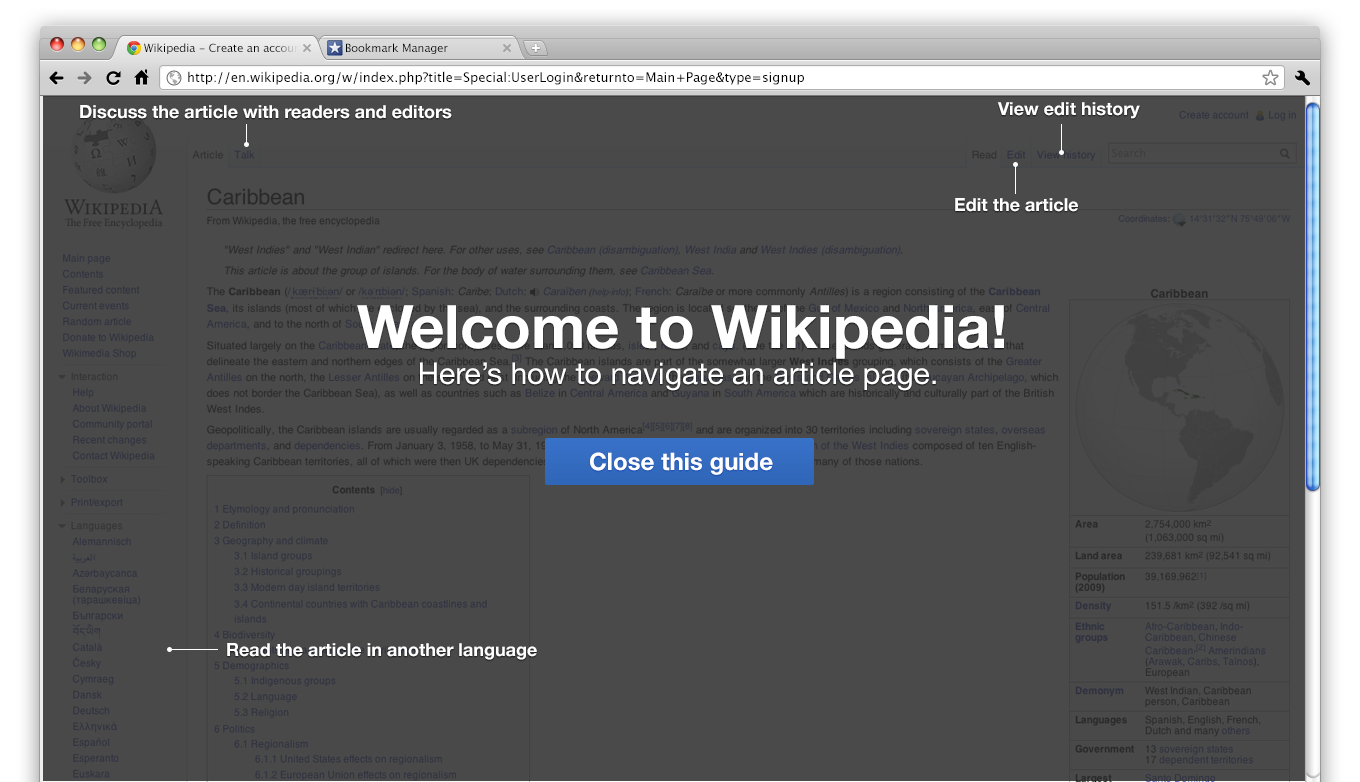 Wikipedia – Create an accou
Bookmark Manager
http://en.wikipedia.org/w/index.php?title=Special:UserLogin&returnto=Main+Page&type=signup
Discuss the article with readers and editors
View edit history
Create account Log in
Article Talk
Read Edit View history
Search
Edit the article
WIKIPEDIA
The Free Encyclopedia
Caribbean
From Wikipedia, the free encyclopedia
Coordinates: 14°31′32″N 75°49′06″W
"West Indies" and "West Indian" redirect here. For other uses, see Caribbean (disambiguation), West India and West Indies (disambiguation).
This article is about the group of islands. For the body of water surrounding them, see Caribbean Sea.
The Caribbean (/ or Spanish: Caribe; Dutch: Caraïben (help·info); French: Caraïbe or more commonly Antilles) is a region consisting of the Caribbean
Sea, its islands (most of which by the sea), and the surrounding coasts. The region is of Mexico and North east of Central
America, and to the north of
Welcome to Wikipedia!
Here's how to navigate an article page.
Situated largely on the Caribbean
delineate the eastern and northern edges of the Caribbean Sea.[3] The Caribbean islands are part of the somewhat larger West Indies grouping, which consists of the Greater
Antilles on the north, the Lesser Antilles on Archipelago, which
does not border the Caribbean Sea), as well as countries such as Belize in Central America and Guyana in South America which are historically and culturally part of the British
West Indies.
Geopolitically, the Caribbean islands are usually regarded as a subregion of North America[4][5][6][7][8] and are organized into 30 territories including sovereign states, overseas
departments, and dependencies. From January 3, 1958, to May 31, of the West Indies composed of ten English-
speaking Caribbean territories, all of which were then UK many of those nations.
Close this guide
Main page
Contents
Featured content
Current events
Random article
Donate to Wikipedia
Wikimedia Shop
Interaction
Help
About Wikipedia
Community portal
Recent changes
Contact Wikipedia
Toolbox
Print/export
Languages
Alemannisch
العربية
Azərbaycanca
Беларуская
(тарашкевіца)
Български
Català
Česky
Cymraeg
Dansk
Deutsch
Ελληνικά
Español
Esperanto
Euskara
Read the article in another language
Contents [hide]
1 Etymology and pronunciation
2 Definition
3 Geography and climate
3.1 Island groups
3.2 Historical groupings
3.3 Modern day island territories
3.4 Continental countries with Caribbean coastlines and
islands
4 Biodiversity
5 Demographics
5.1 Indigenous groups
5.2 Language
5.3 Religion
6 Politics
6.1 Regionalism
6.1.1 United States effects on regionalism
6.1.2 European Union effects on regionalism
Caribbean
Area 2,754,000 km²
(1,063,000 sq mi)
Land area 239,681 km² (92,541 sq mi)
Population 39,169,962[1]
(2009)
Density 151.5 /km² (392 /sq mi)
Ethnic Afro-Caribbean, Indo-
groups Caribbean, Chinese
Caribbean,[2] Amerindians
(Arawak, Caribs, Tainos),
European
Demonym West Indian, Caribbean
person, Caribbean
Languages Spanish, English, French,
Dutch and many others
Government 13 sovereign states
17 dependent territories
Largest Santo Domingo